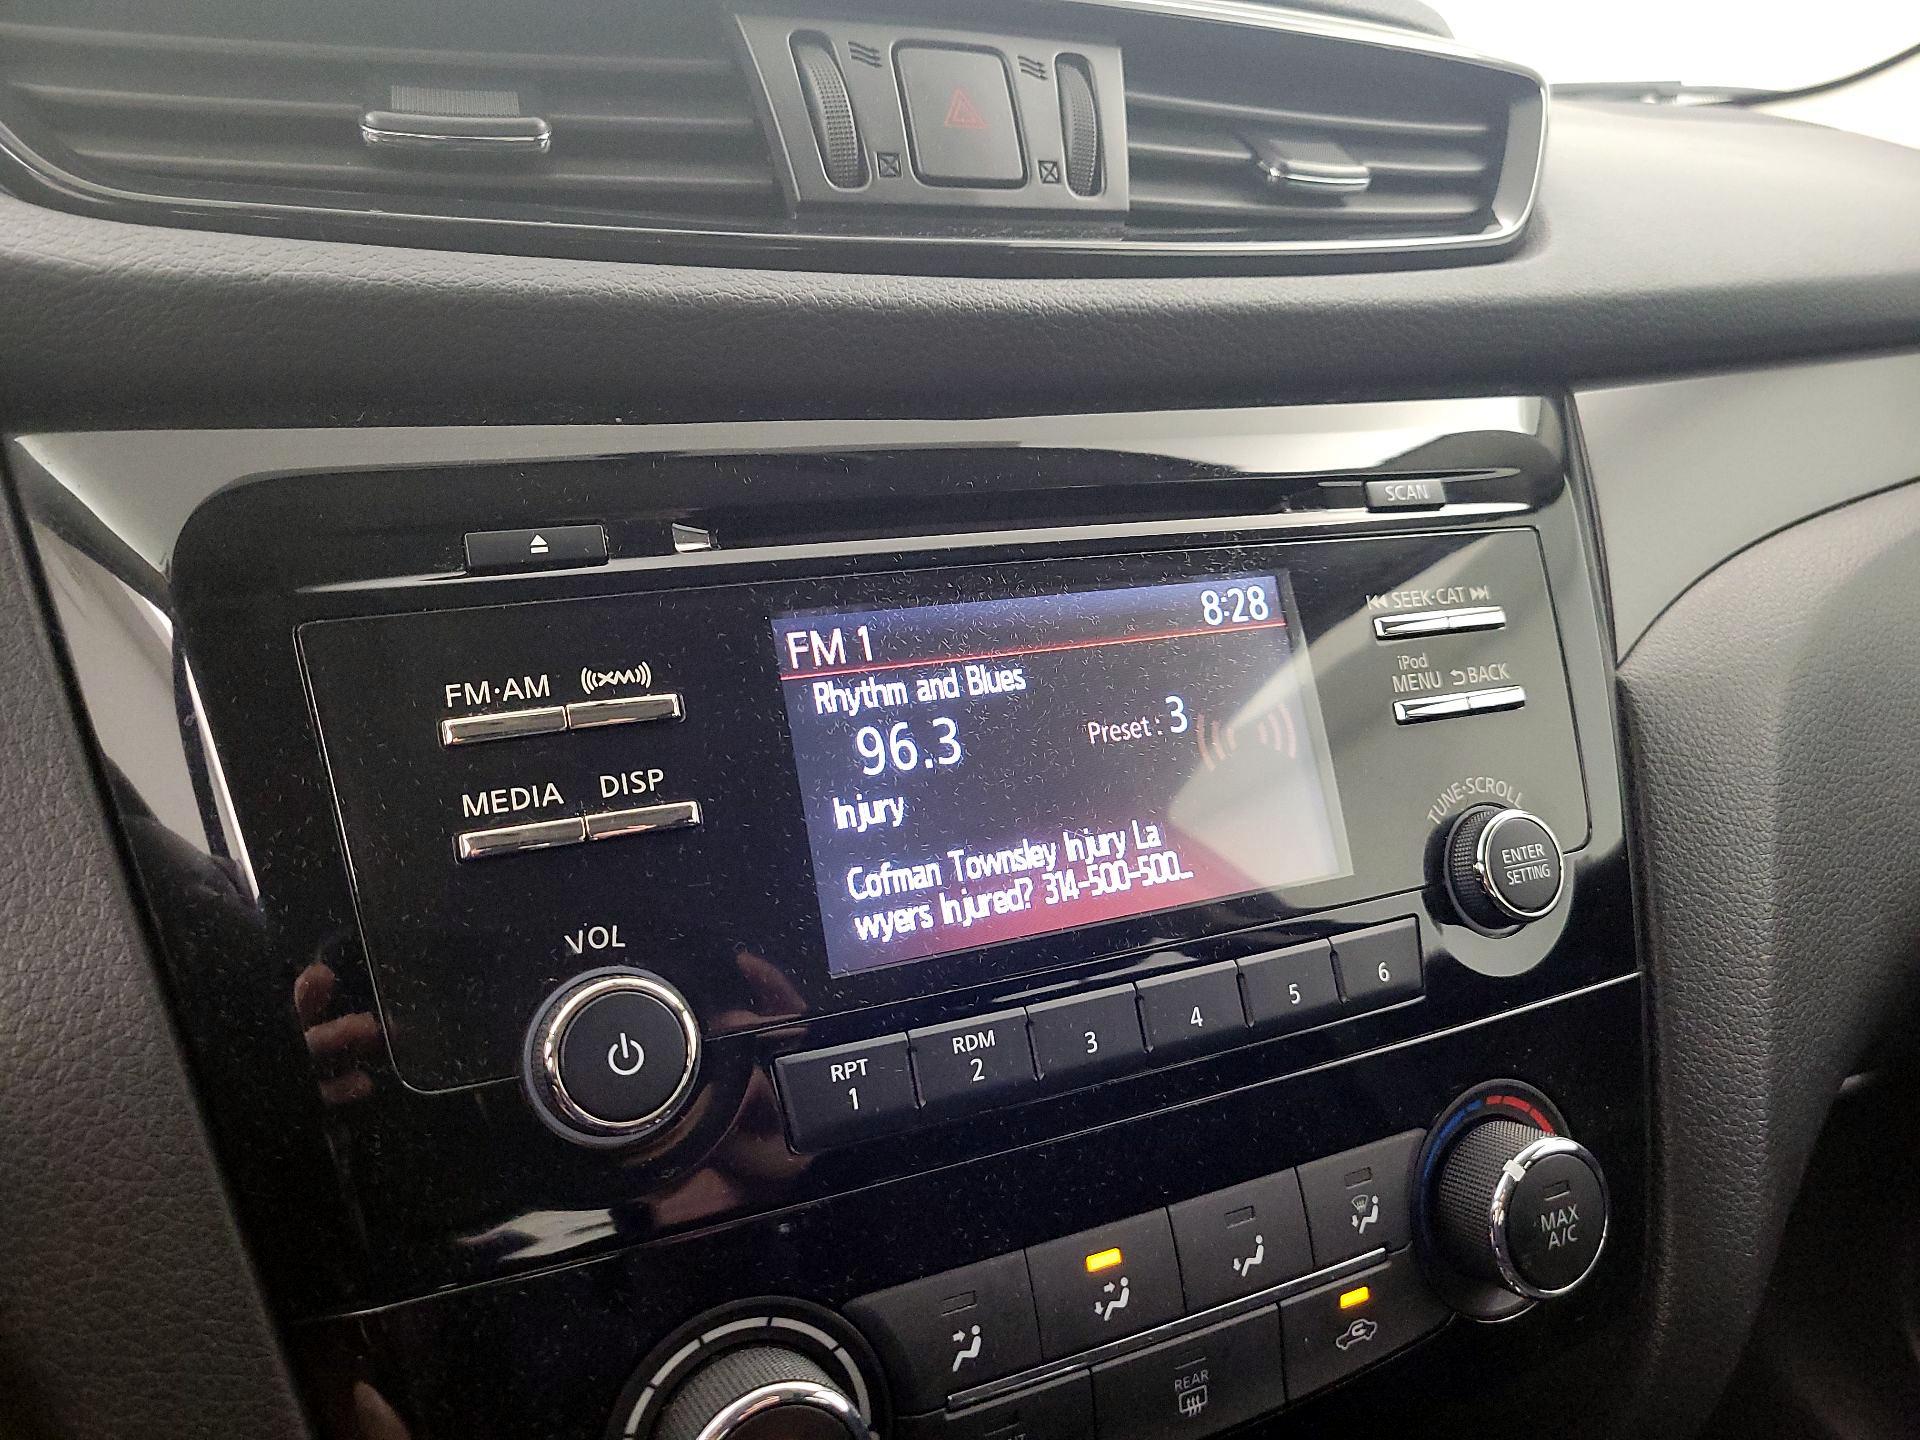 SCAN
SEEK·CAT
FM·AM XM
iPod
MENU BACK
MEDIA DISP
TUNE·SCROLL
ENTER
SETTING
VOL
FM 1 8:28
Rhythm and Blues
96.3 Preset : 3
Injury
Cofman Townsley Injury La
wyers Injured? 314-500-500...
RPT
1
RDM
2
3
4
5
6
MAX
A/C
REAR